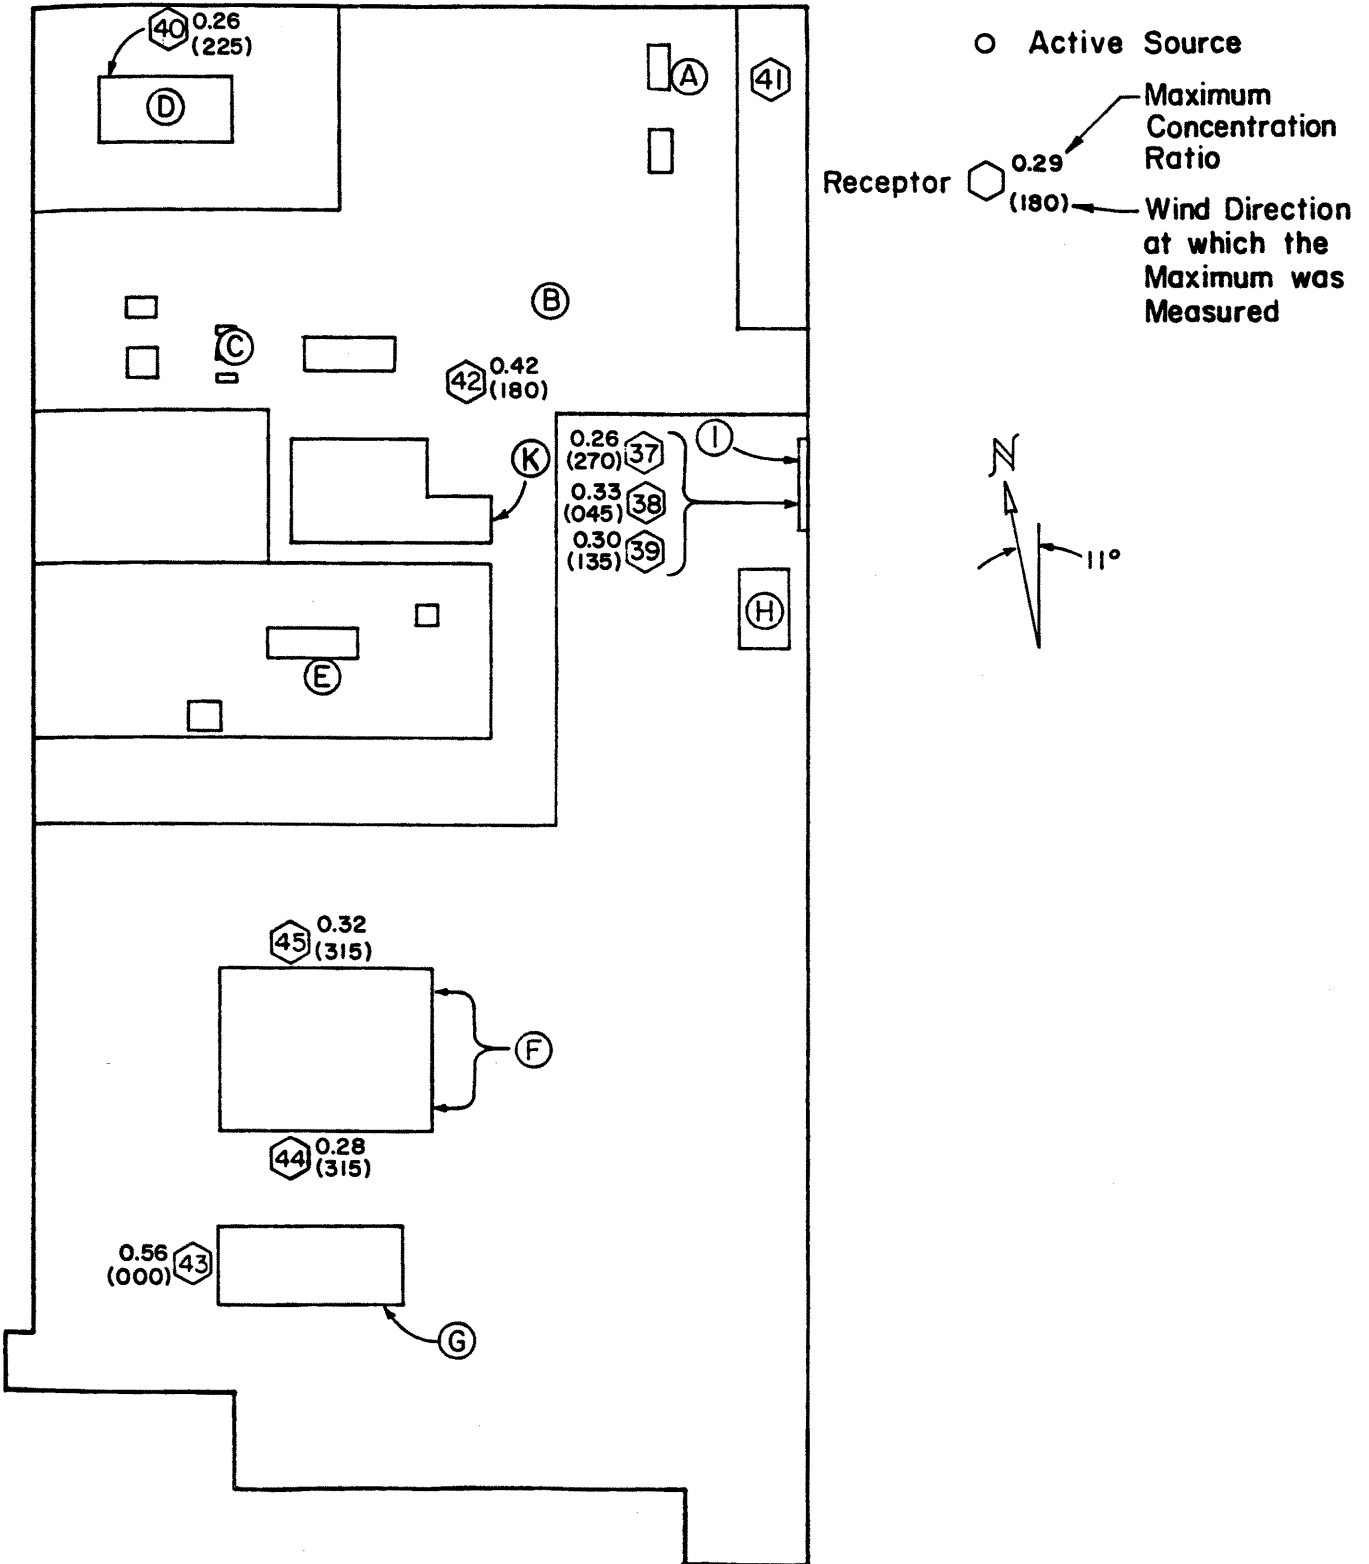 40 0.26
(225)
D
A
41
B
C
42 0.42
(180)
K
I
0.26
(270) 37
0.33
(045) 38
0.30
(135) 39
H
E
45 0.32
(315)
F
44 0.28
(315)
0.56
(000) 43
G
Active Source
Maximum
Concentration
Ratio
Receptor 0.29
(180)
Wind Direction
at which the
Maximum was
Measured
N
11°